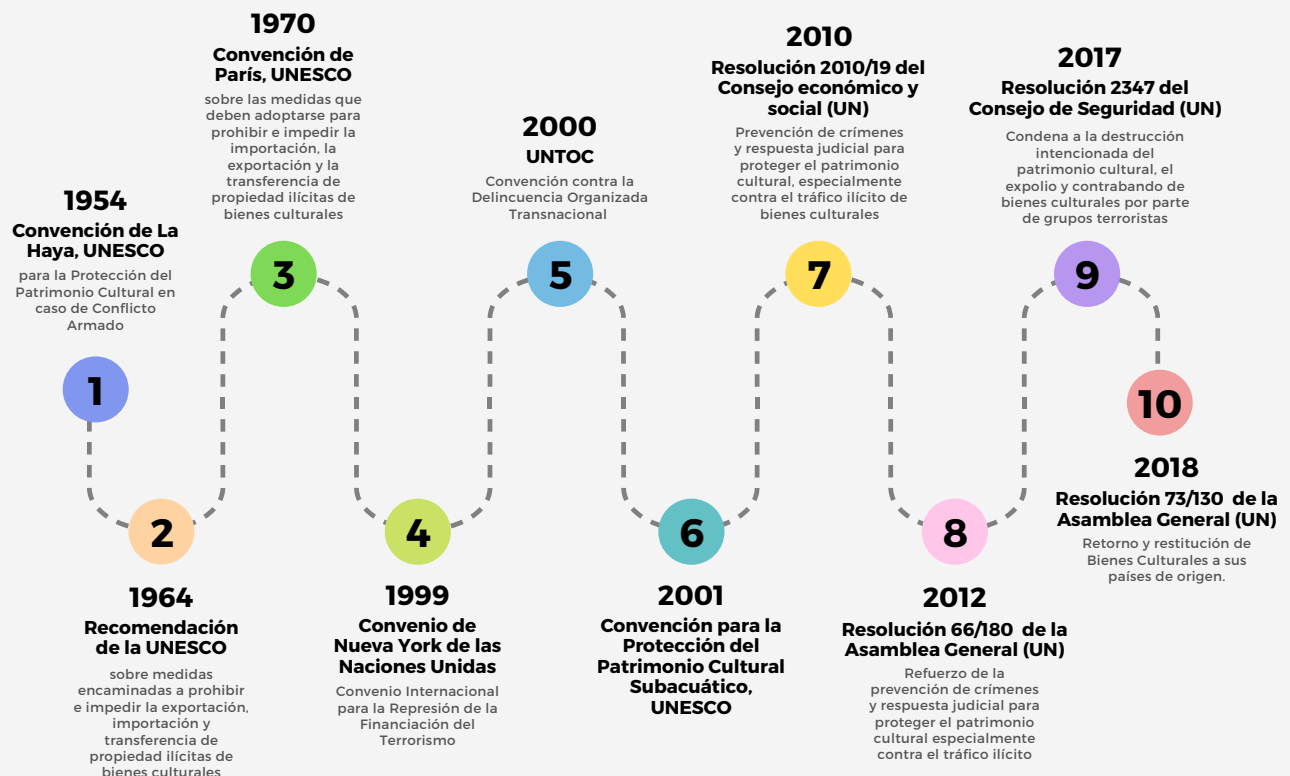 1954
Convención de La
Haya, UNESCO
para la Protección del
Patrimonio Cultural en
caso de Conflicto
Armado
1
2
1964
Recomendación
de la UNESCO
sobre medidas
encaminadas a prohibir
e impedir la exportación,
importación y
transferencia de
propiedad ilícitas de
bienes culturales
1970
Convención de
París, UNESCO
sobre las medidas que
deben adoptarse para
prohibir e impedir la
importación, la
exportación y la
transferencia de
propiedad ilícitas de
bienes culturales
3
4
1999
Convenio de
Nueva York de las
Naciones Unidas
Convenio Internacional
para la Represión de la
Financiación del
Terrorismo
2000
UNTOC
Convención contra la
Delincuencia Organizada
Transnacional
5
6
2001
Convención para la
Protección del
Patrimonio Cultural
Subacuático,
UNESCO
2010
Resolución 2010/19 del
Consejo económico y
social (UN)
Prevención de crímenes
y respuesta judicial para
proteger el patrimonio
cultural, especialmente
contra el tráfico ilícito de
bienes culturales
7
8
2012
Resolución 66/180 de la
Asamblea General (UN)
Refuerzo de la
prevención de crímenes
y respuesta judicial para
proteger el patrimonio
cultural especialmente
contra el tráfico ilícito
2017
Resolución 2347 del
Consejo de Seguridad (UN)
Condena a la destrucción
intencionada del
patrimonio cultural, el
expolio y contrabando de
bienes culturales por parte
de grupos terroristas
9
10
2018
Resolución 73/130 de la
Asamblea General (UN)
Retorno y restitución de
Bienes Culturales a sus
países de origen.